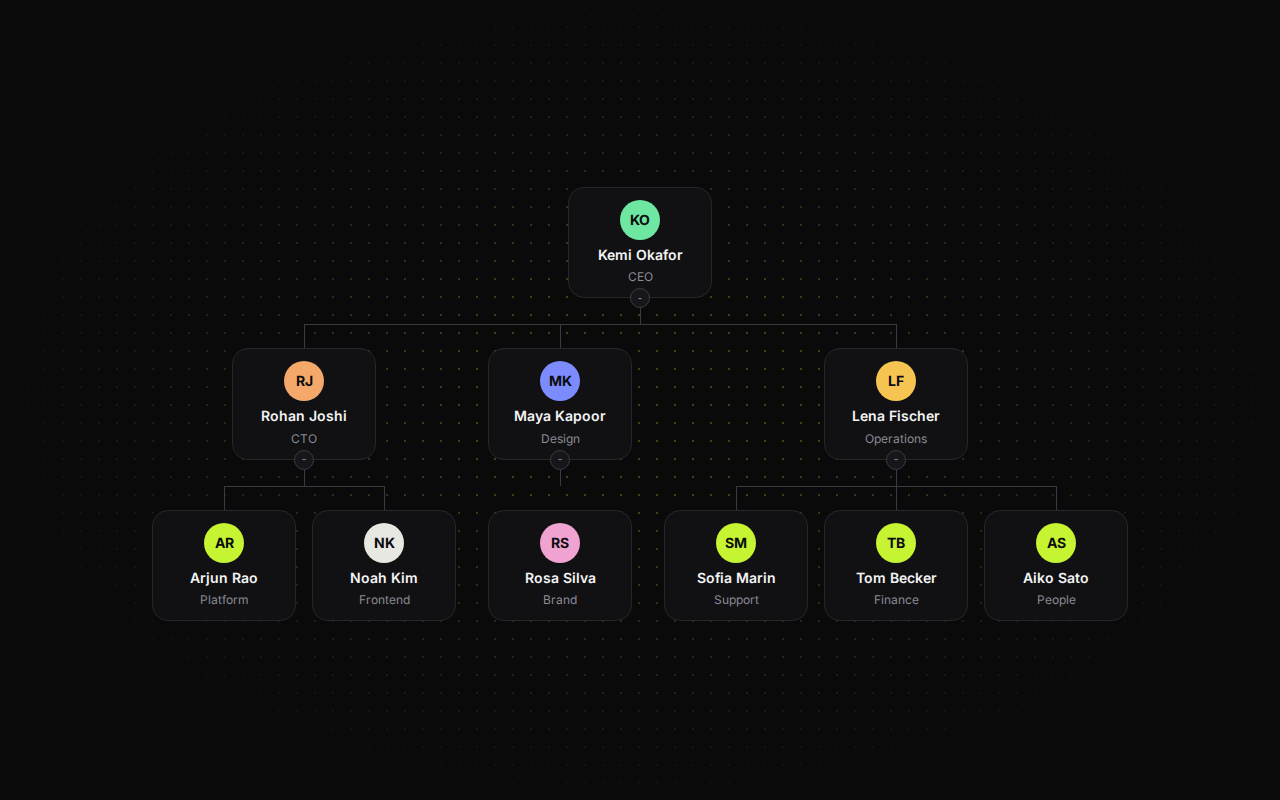 KO
Kemi Okafor
CEO
-
RJ
Rohan Joshi
CTO
-
MK
Maya Kapoor
Design
-
LF
Lena Fischer
Operations
-
AR
Arjun Rao
Platform
NK
Noah Kim
Frontend
RS
Rosa Silva
Brand
SM
Sofia Marin
Support
TB
Tom Becker
Finance
AS
Aiko Sato
People